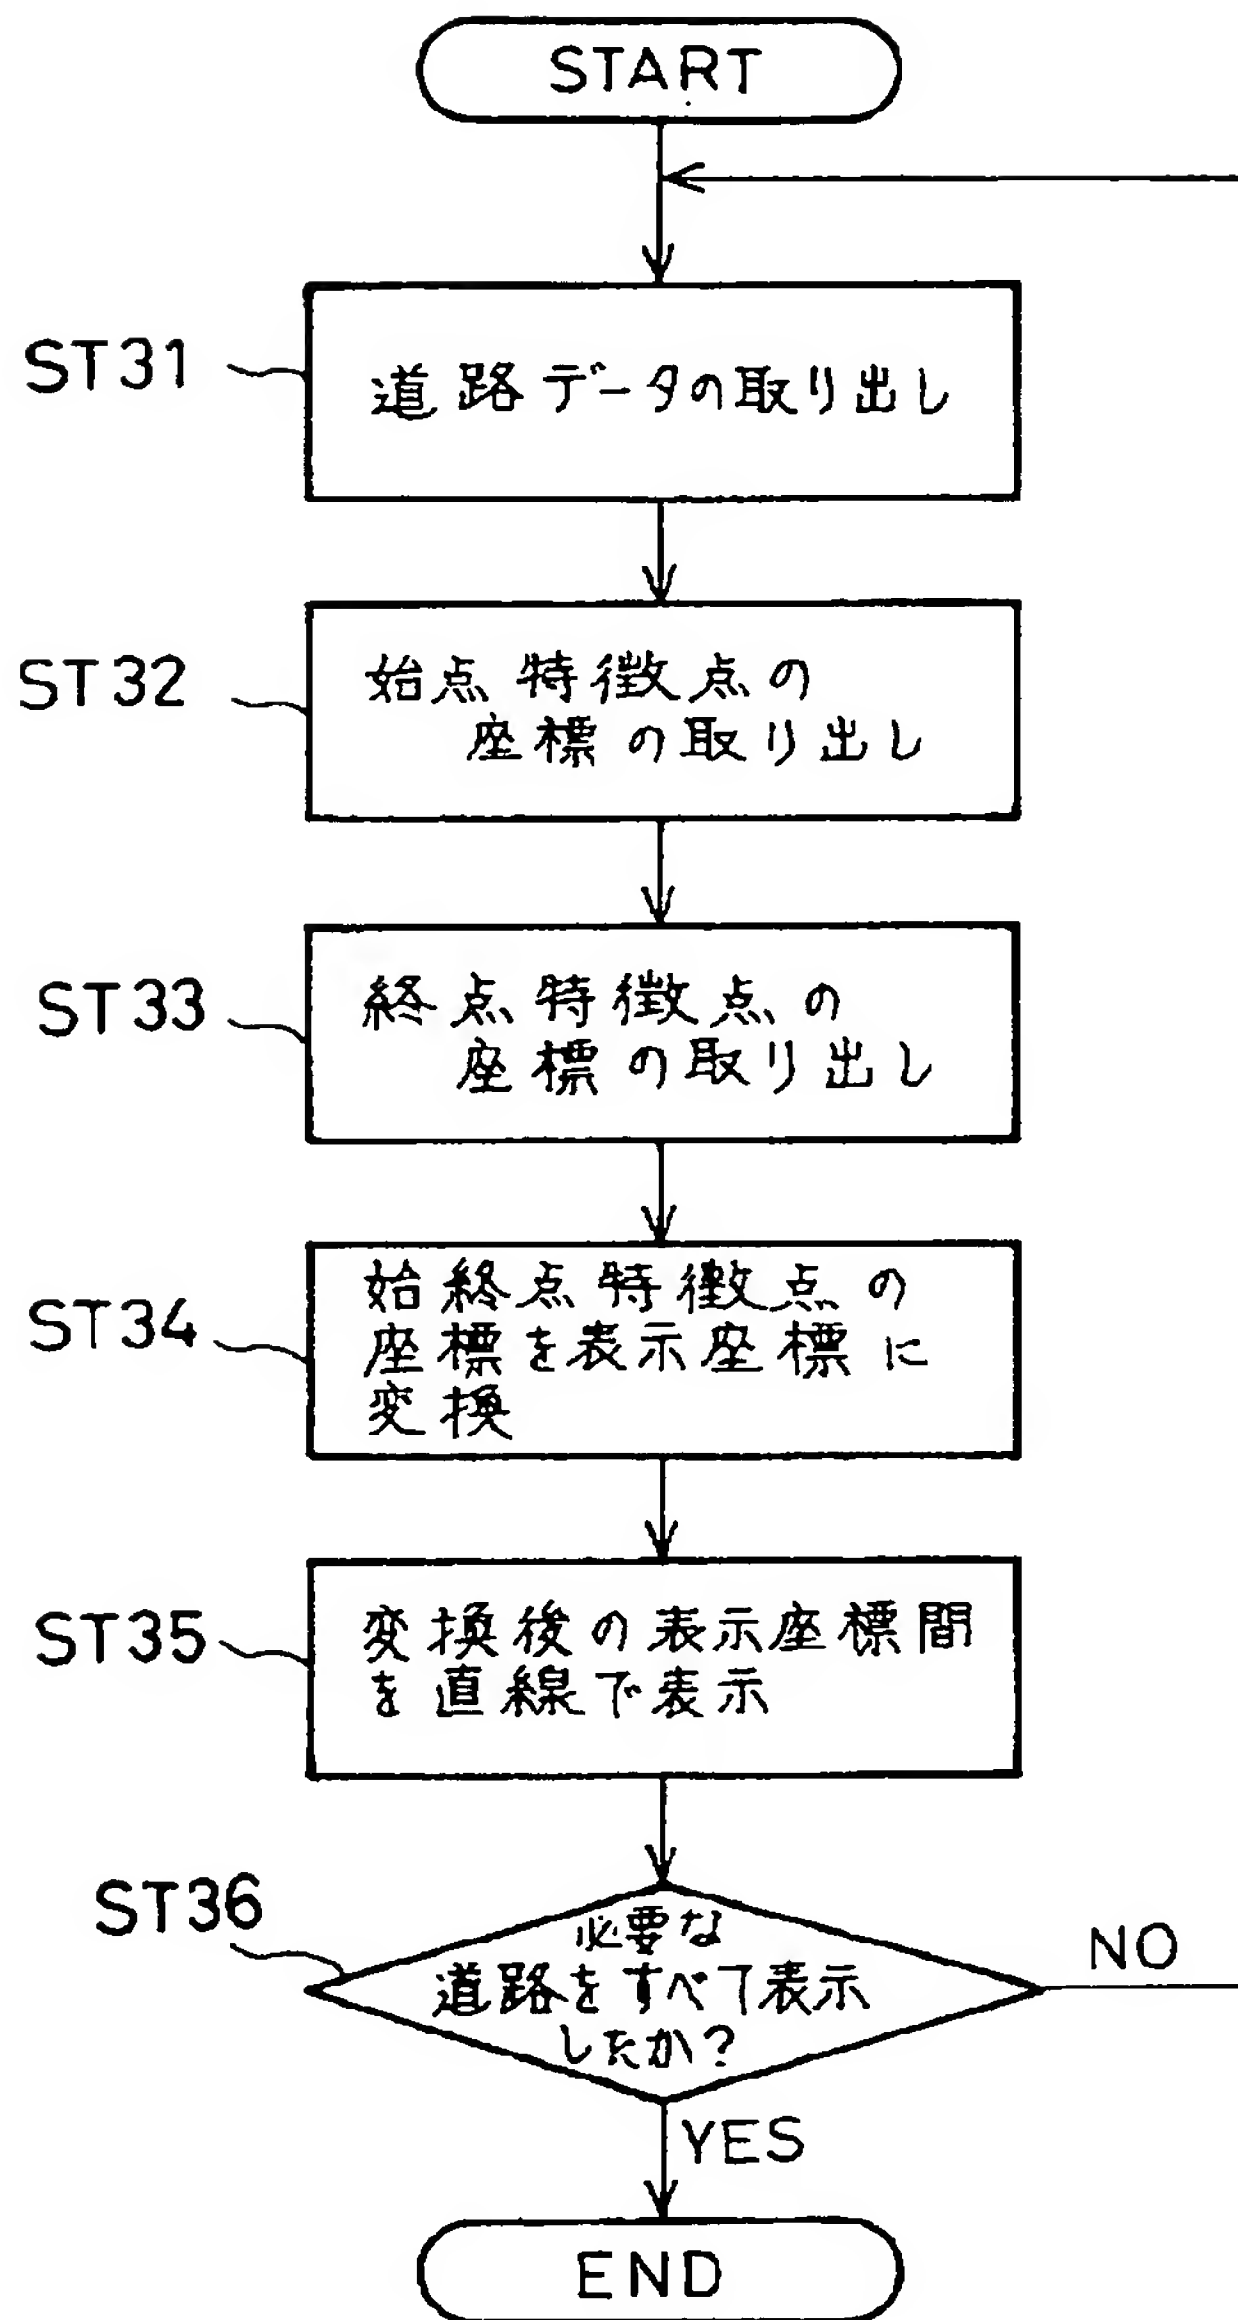 START
ST31
道路データの取り出し
ST32
始点特徴点の
座標の取り出し
ST33
終点特徴点の
座標の取り出し
ST34
始終点特徴点の
座標を表示座標に
変換
ST35
変換後の表示座標間
を直線で表示
ST36
必要な
道路をすべて表示
したか?
NO
YES
END